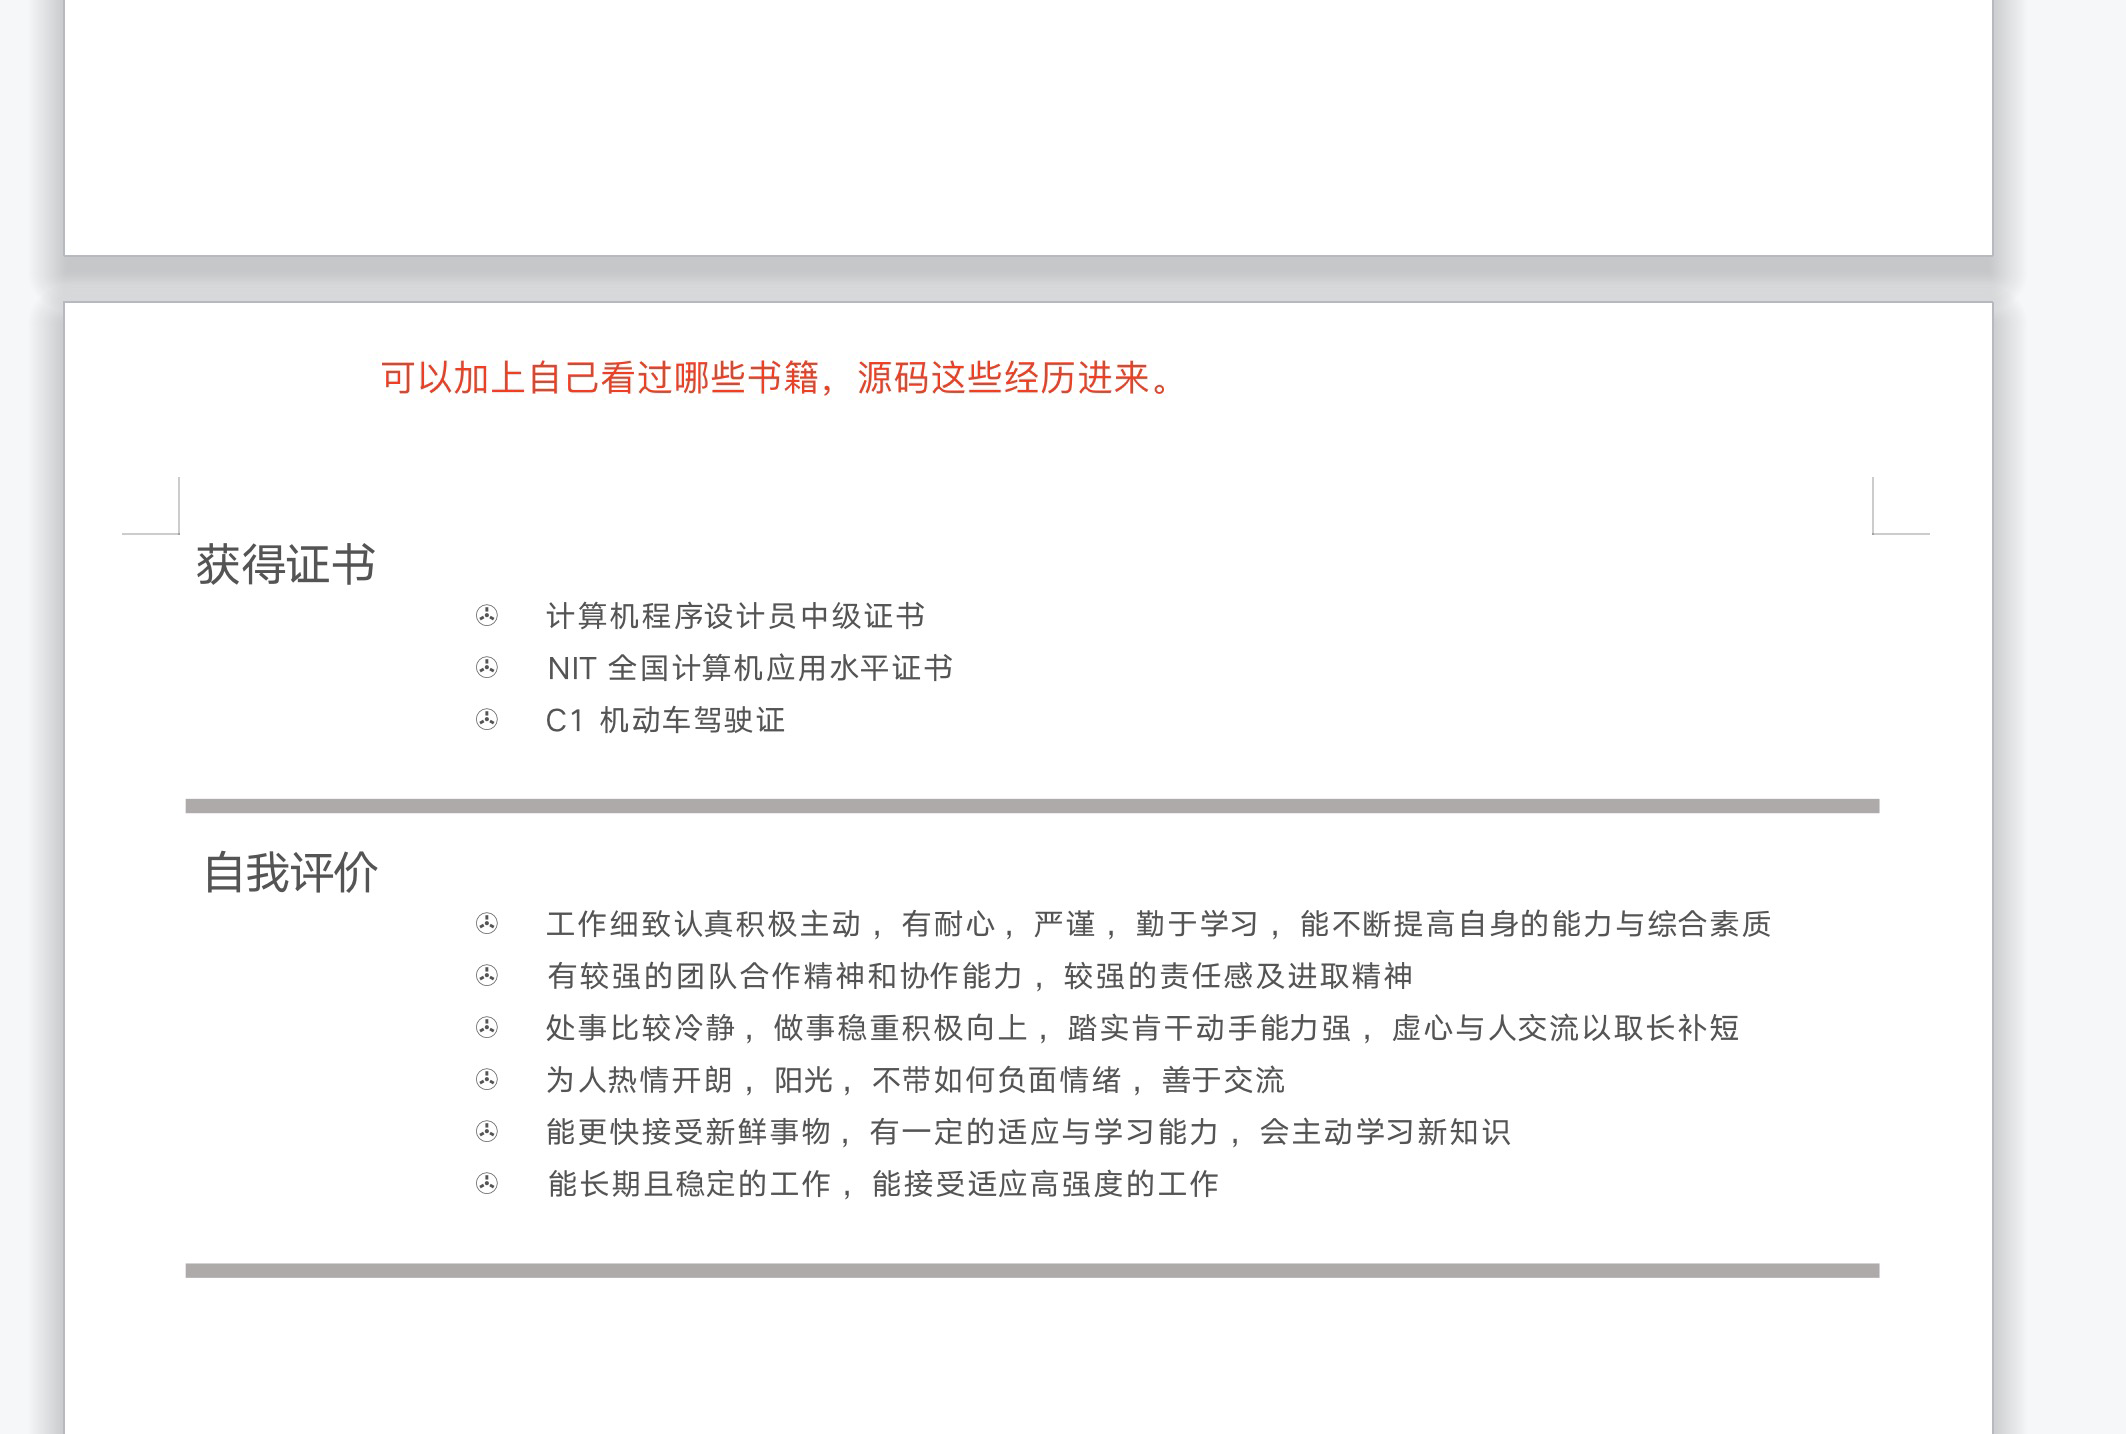 可以加上自己看过哪些书籍，源码这些经历进来。
获得证书
计算机程序设计员中级证书
NIT 全国计算机应用水平证书
C1 机动车驾驶证
自我评价
工作细致认真积极主动，有耐心，严谨，勤于学习，能不断提高自身的能力与综合素质
有较强的团队合作精神和协作能力，较强的责任感及进取精神
处事比较冷静，做事稳重积极向上，踏实肯干动手能力强，虚心与人交流以取长补短
为人热情开朗，阳光，不带如何负面情绪，善于交流
能更快接受新鲜事物，有一定的适应与学习能力，会主动学习新知识
能长期且稳定的工作，能接受适应高强度的工作